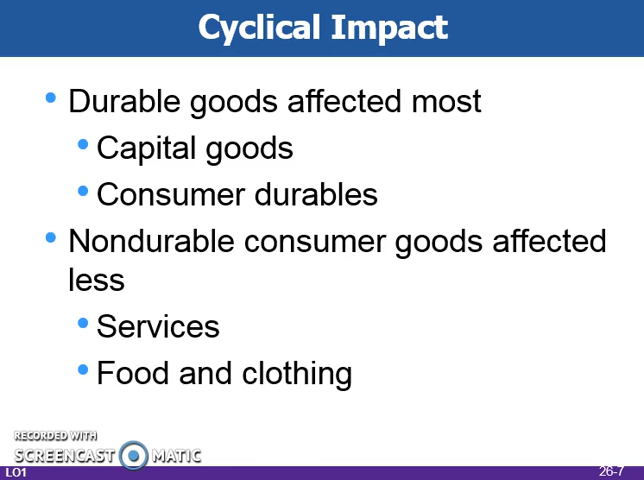 Cyclical Impact
• Durable goods affected most
• Capital goods
• Consumer durables
• Nondurable consumer goods affected
less
• Services
• Food and clothing
RECORDED WITH
SCREENCAST MATIC
LO1
26-7